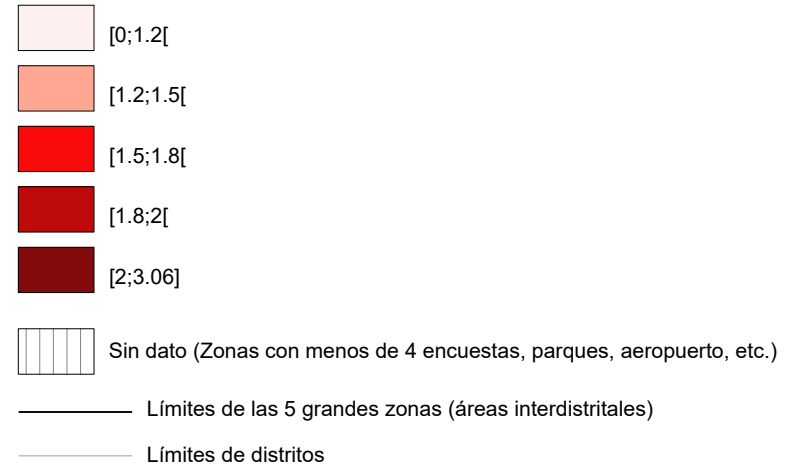 [0;1.2[
[1.2;1.5[
[1.5;1.8[
[1.8;2[
[2;3.06]
Sin dato (Zonas con menos de 4 encuestas, parques, aeropuerto, etc.)
Límites de las 5 grandes zonas (áreas interdistritales)
Límites de distritos